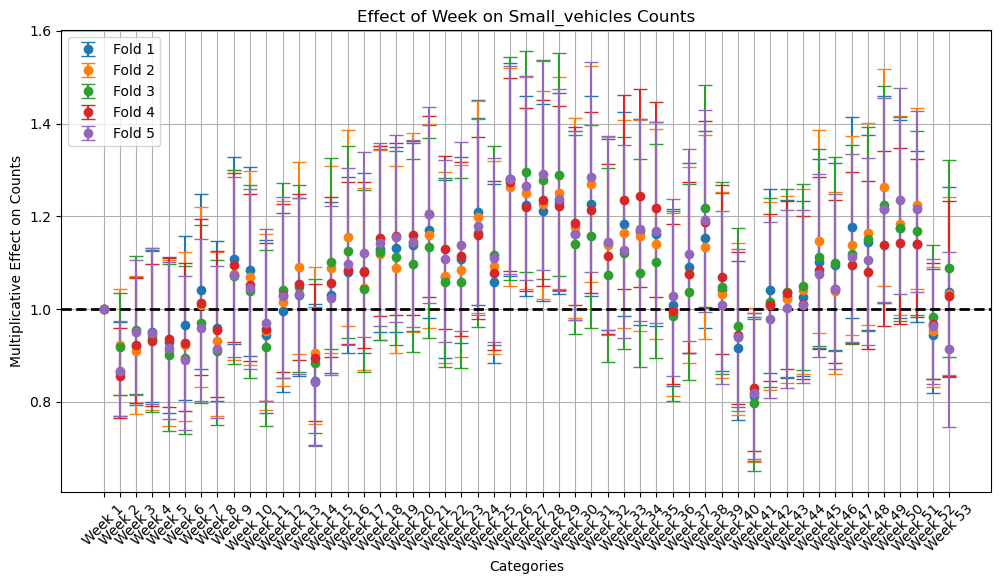 Effect of Week on Small_vehicles Counts
Multiplicative Effect on Counts
1.6
1.4
1.2
1.0
0.8
Fold 1
Fold 2
Fold 3
Fold 4
Fold 5
Week 1
Week 2
Week 3
Week 4
Week 5
Week 6
Week 7
Week 8
Week 9
Week 10
Week 11
Week 12
Week 13
Week 14
Week 15
Week 16
Week 17
Week 18
Week 19
Week 20
Week 21
Week 22
Week 23
Week 24
Week 25
Week 26
Week 27
Week 28
Week 29
Week 30
Week 31
Week 32
Week 33
Week 34
Week 35
Week 36
Week 37
Week 38
Week 39
Week 40
Week 41
Week 42
Week 43
Week 44
Week 45
Week 46
Week 47
Week 48
Week 49
Week 50
Week 51
Week 52
Week 53
Categories